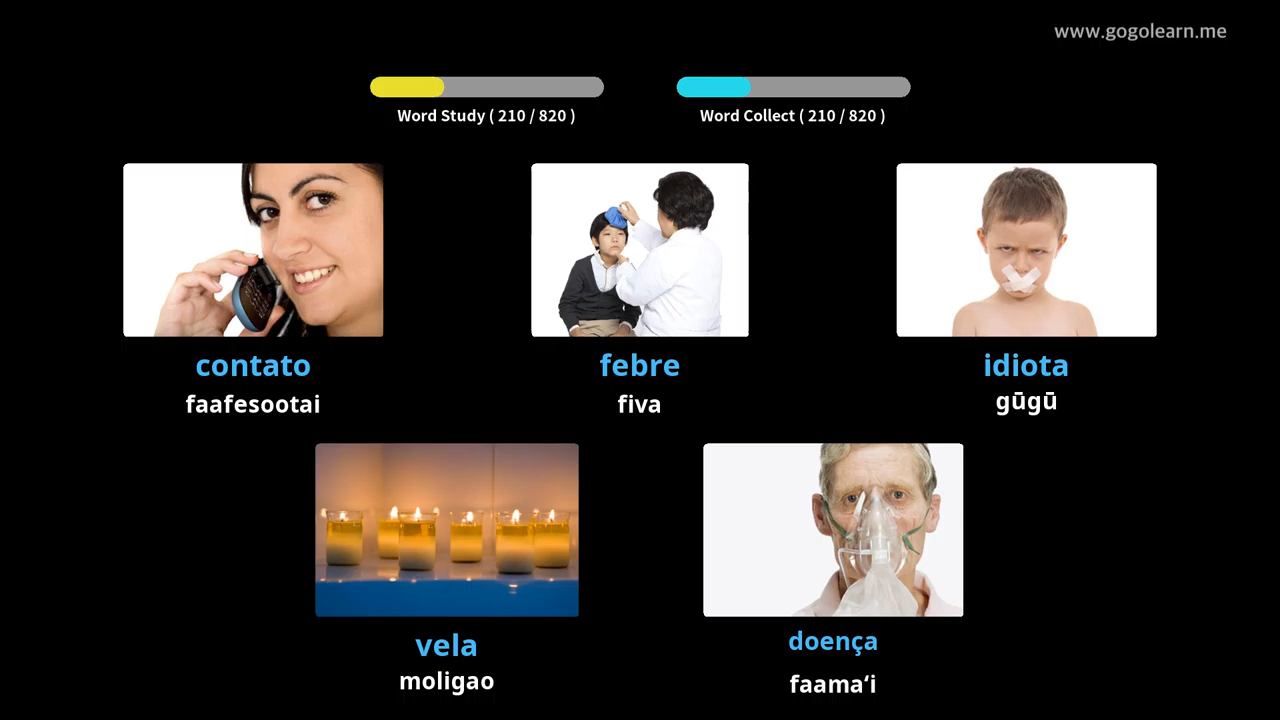 www.gogolearn.me
Word Study ( 210 / 820 )
Word Collect ( 210 / 820 )
contato
faafesootai
febre
fiva
idiota
gūgū
vela
moligao
doença
faamaʻi